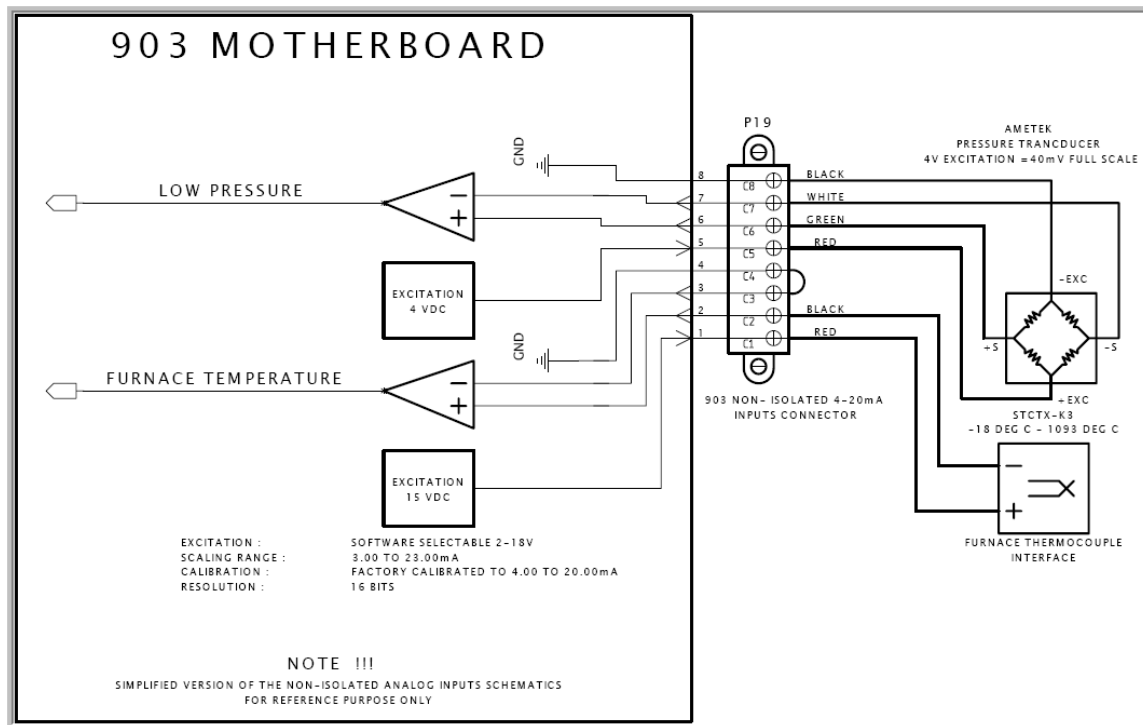 903 MOTHERBOARD
P19
AMETEK
PRESSURE TRANCDUCER
4V EXCITATION =40mV FULL SCALE
GND
LOW PRESSURE
8
7
6
5
4
3
2
1
C8
C7
C6
C5
C4
C3
C2
C1
BLACK
WHITE
GREEN
RED
BLACK
RED
EXCITATION
4 VDC
-EXC
+S
-S
+EXC
GND
FURNACE TEMPERATURE
903 NON- ISOLATED 4-20mA
INPUTS CONNECTOR
STCTX-K3
-18 DEG C - 1093 DEG C
EXCITATION
15 VDC
FURNACE THERMOCOUPLE
INTERFACE
EXCITATION : SOFTWARE SELECTABLE 2-18V
SCALING RANGE : 3.00 TO 23.00mA
CALIBRATION : FACTORY CALIBRATED TO 4.00 TO 20.00mA
RESOLUTION : 16 BITS
NOTE !!!
SIMPLIFIED VERSION OF THE NON-ISOLATED ANALOG INPUTS SCHEMATICS
FOR REFERENCE PURPOSE ONLY